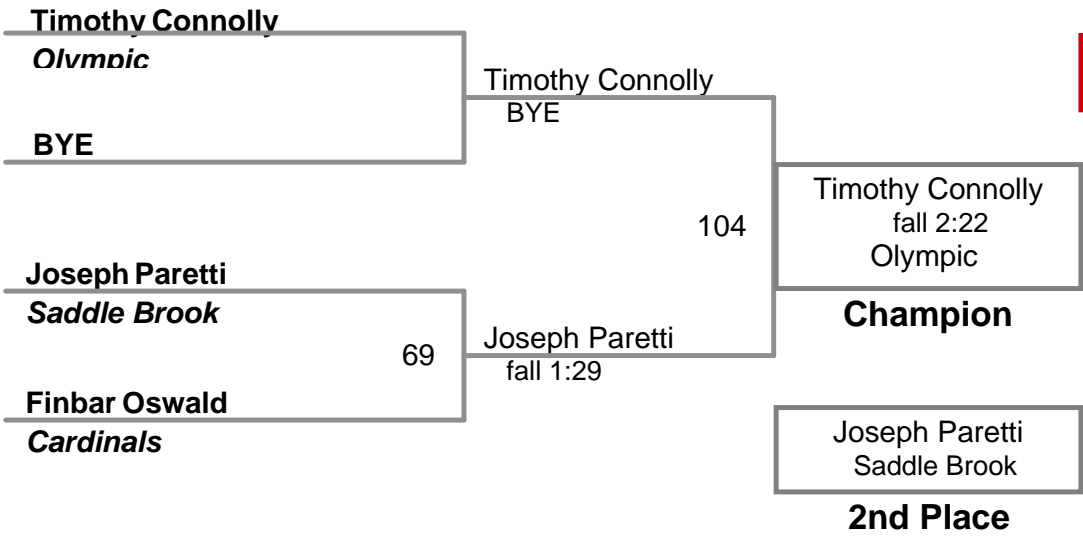 Timothy Connolly
Olympic
Timothy Connolly
BYE
BYE
Timothy Connolly
fall 2:22
Olympic
104
Champion
Joseph Paretti
Saddle Brook
Joseph Paretti
fall 1:29
69
Finbar Oswald
Cardinals
Joseph Paretti
Saddle Brook
2nd Place